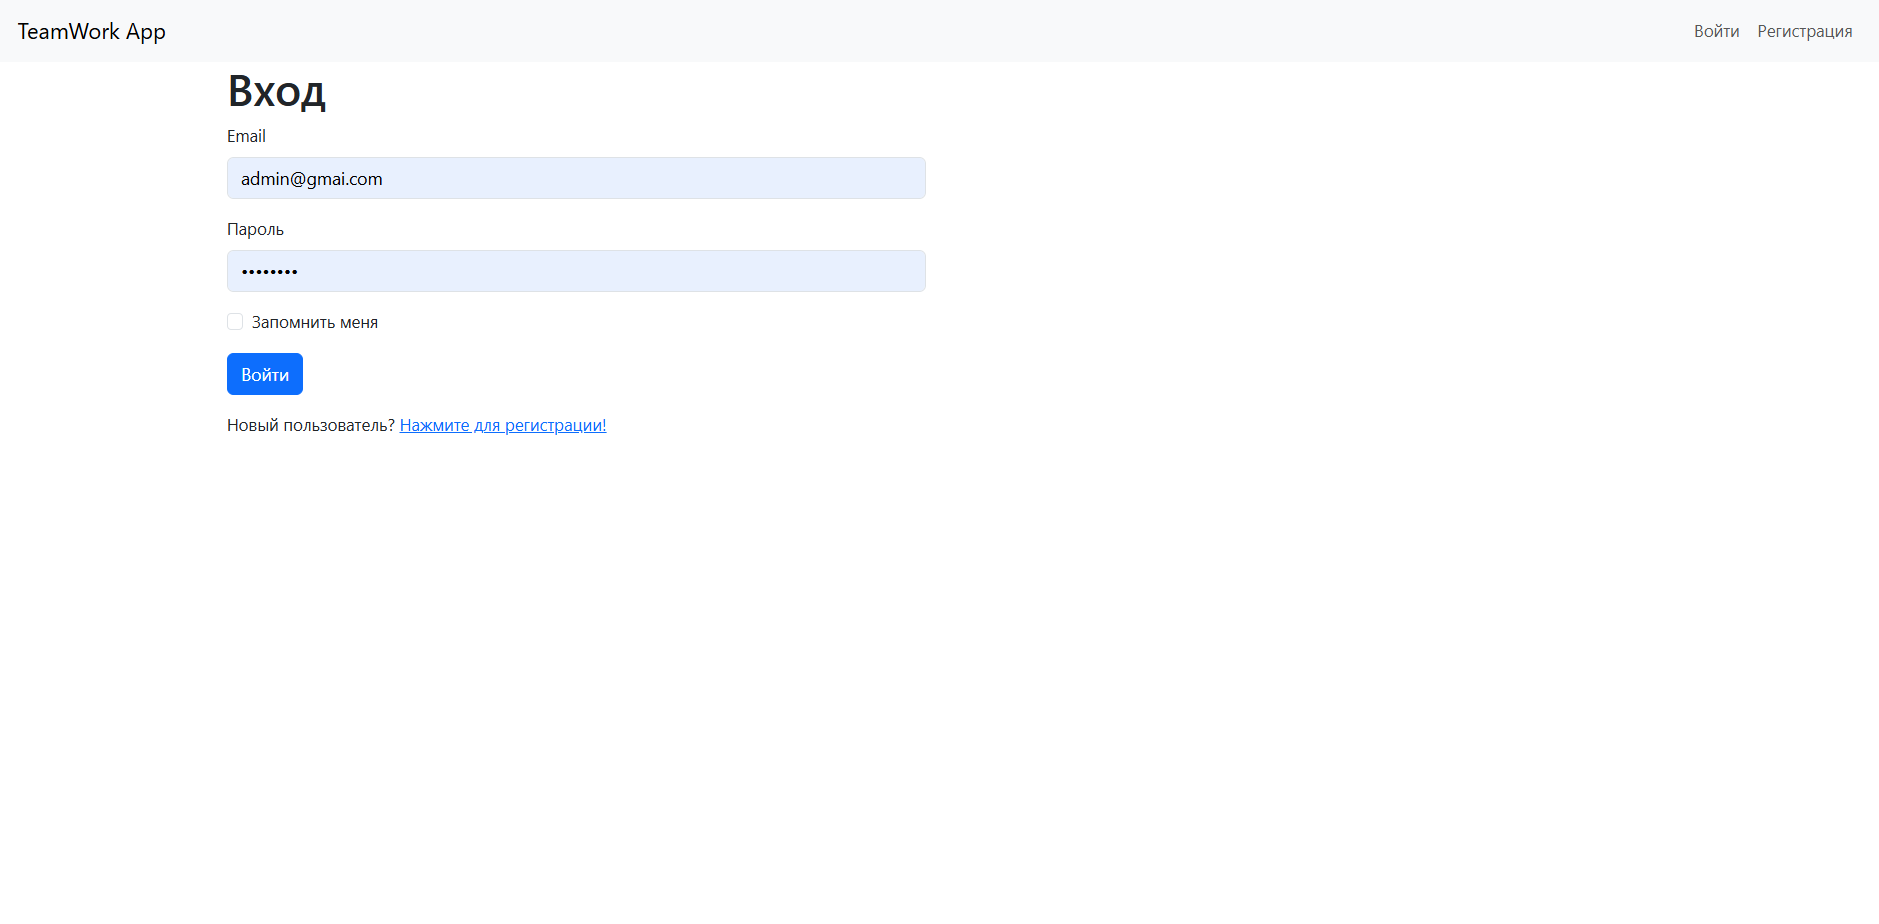 TeamWork App
Войти Регистрация
Вход
Email
admin@gmai.com
Пароль
••••••••
Запомнить меня
Войти
Новый пользователь? Нажмите для регистрации!